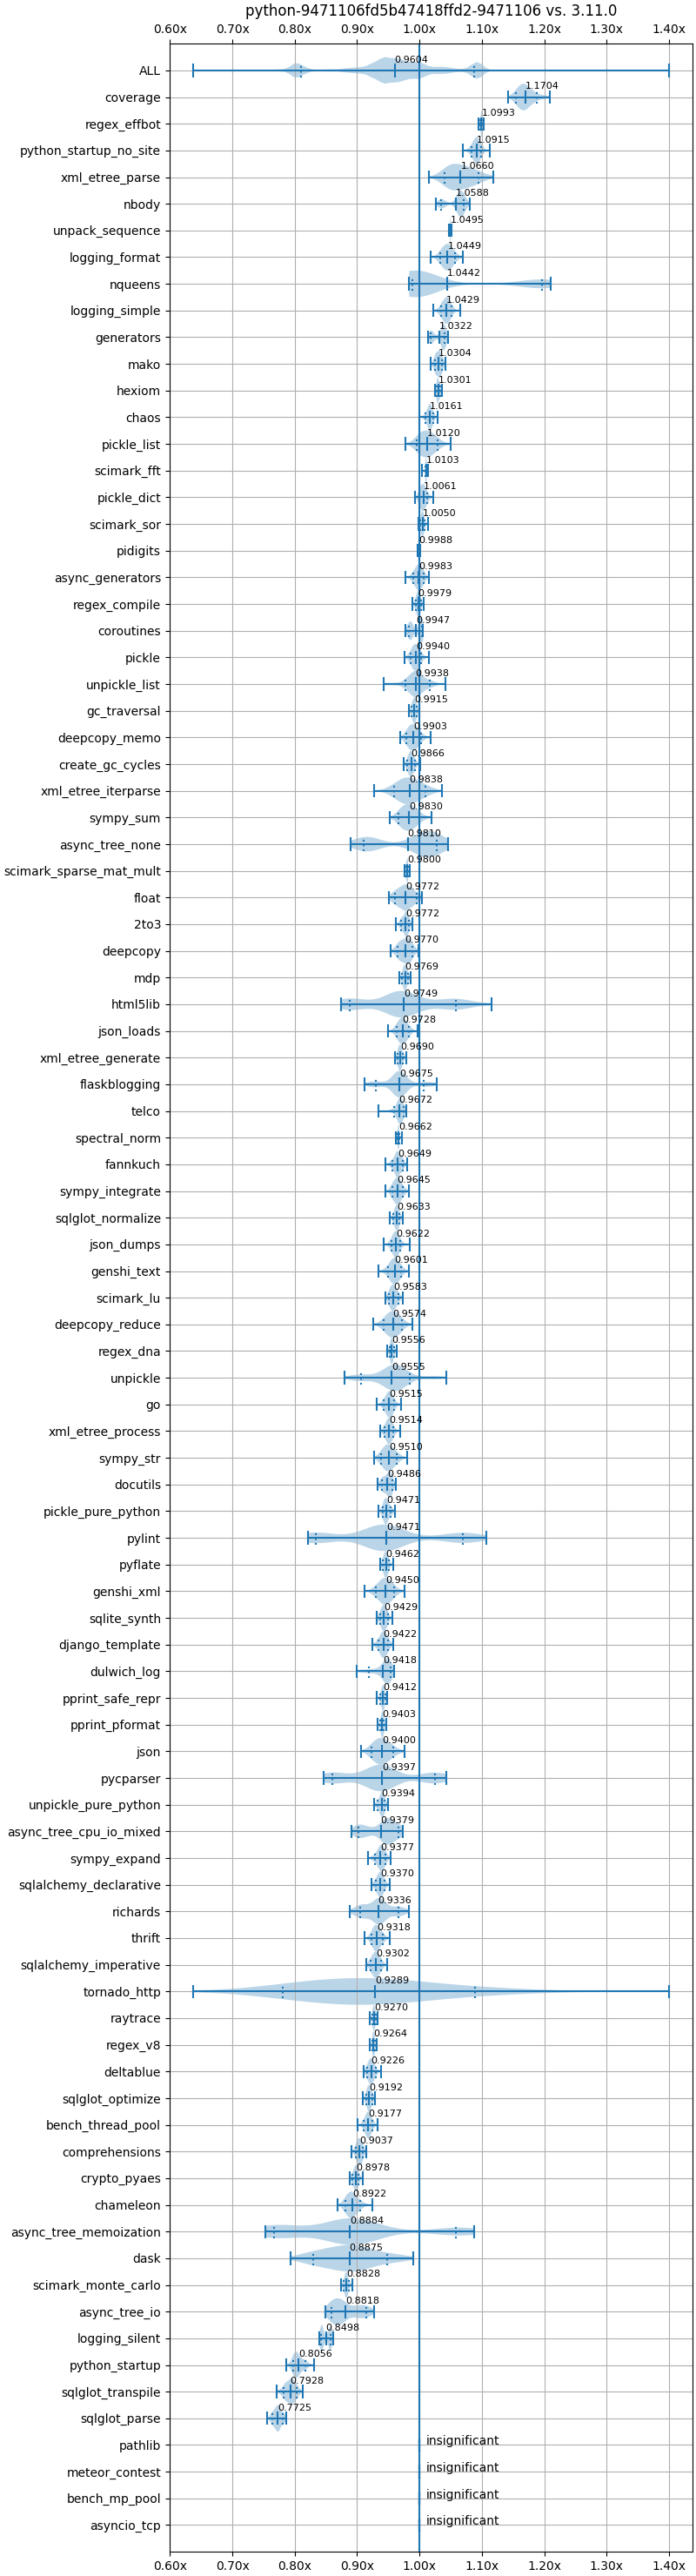 python-9471106fd5b47418ffd2-9471106 vs. 3.11.0
0.60x 0.70x 0.80x 0.90x 1.00x 1.10x 1.20x 1.30x 1.40x
ALL 0.9604
coverage 1.1704
regex_effbot 1.0993
python_startup_no_site 1.0915
xml_etree_parse 1.0660
nbody 1.0588
unpack_sequence 1.0495
logging_format 1.0449
nqueens 1.0442
logging_simple 1.0429
generators 1.0322
mako 1.0304
hexiom 1.0301
chaos 1.0161
pickle_list 1.0120
scimark_fft 1.0103
pickle_dict 1.0061
scimark_sor 1.0050
pidigits 0.9988
async_generators 0.9983
regex_compile 0.9979
coroutines 0.9947
pickle 0.9940
unpickle_list 0.9938
gc_traversal 0.9915
deepcopy_memo 0.9903
create_gc_cycles 0.9866
xml_etree_iterparse 0.9838
sympy_sum 0.9830
async_tree_none 0.9810
scimark_sparse_mat_mult 0.9800
float 0.9772
2to3 0.9772
deepcopy 0.9770
mdp 0.9769
html5lib 0.9749
json_loads 0.9728
xml_etree_generate 0.9690
flaskblogging 0.9675
telco 0.9672
spectral_norm 0.9662
fannkuch 0.9649
sympy_integrate 0.9645
sqlglot_normalize 0.9633
json_dumps 0.9622
genshi_text 0.9601
scimark_lu 0.9583
deepcopy_reduce 0.9574
regex_dna 0.9556
unpickle 0.9555
go 0.9515
xml_etree_process 0.9514
sympy_str 0.9510
docutils 0.9486
pickle_pure_python 0.9471
pylint 0.9471
pyflate 0.9462
genshi_xml 0.9450
sqlite_synth 0.9429
django_template 0.9422
dulwich_log 0.9418
pprint_safe_repr 0.9412
pprint_pformat 0.9403
json 0.9400
pycparser 0.9397
unpickle_pure_python 0.9394
async_tree_cpu_io_mixed 0.9379
sympy_expand 0.9377
sqlalchemy_declarative 0.9370
richards 0.9336
thrift 0.9318
sqlalchemy_imperative 0.9302
tornado_http 0.9289
raytrace 0.9270
regex_v8 0.9264
deltablue 0.9226
sqlglot_optimize 0.9192
bench_thread_pool 0.9177
comprehensions 0.9037
crypto_pyaes 0.8978
chameleon 0.8922
async_tree_memoization 0.8884
dask 0.8875
scimark_monte_carlo 0.8828
async_tree_io 0.8818
logging_silent 0.8498
python_startup 0.8056
sqlglot_transpile 0.7928
sqlglot_parse 0.7725
pathlib insignificant
meteor_contest insignificant
bench_mp_pool insignificant
asyncio_tcp insignificant
0.60x 0.70x 0.80x 0.90x 1.00x 1.10x 1.20x 1.30x 1.40x